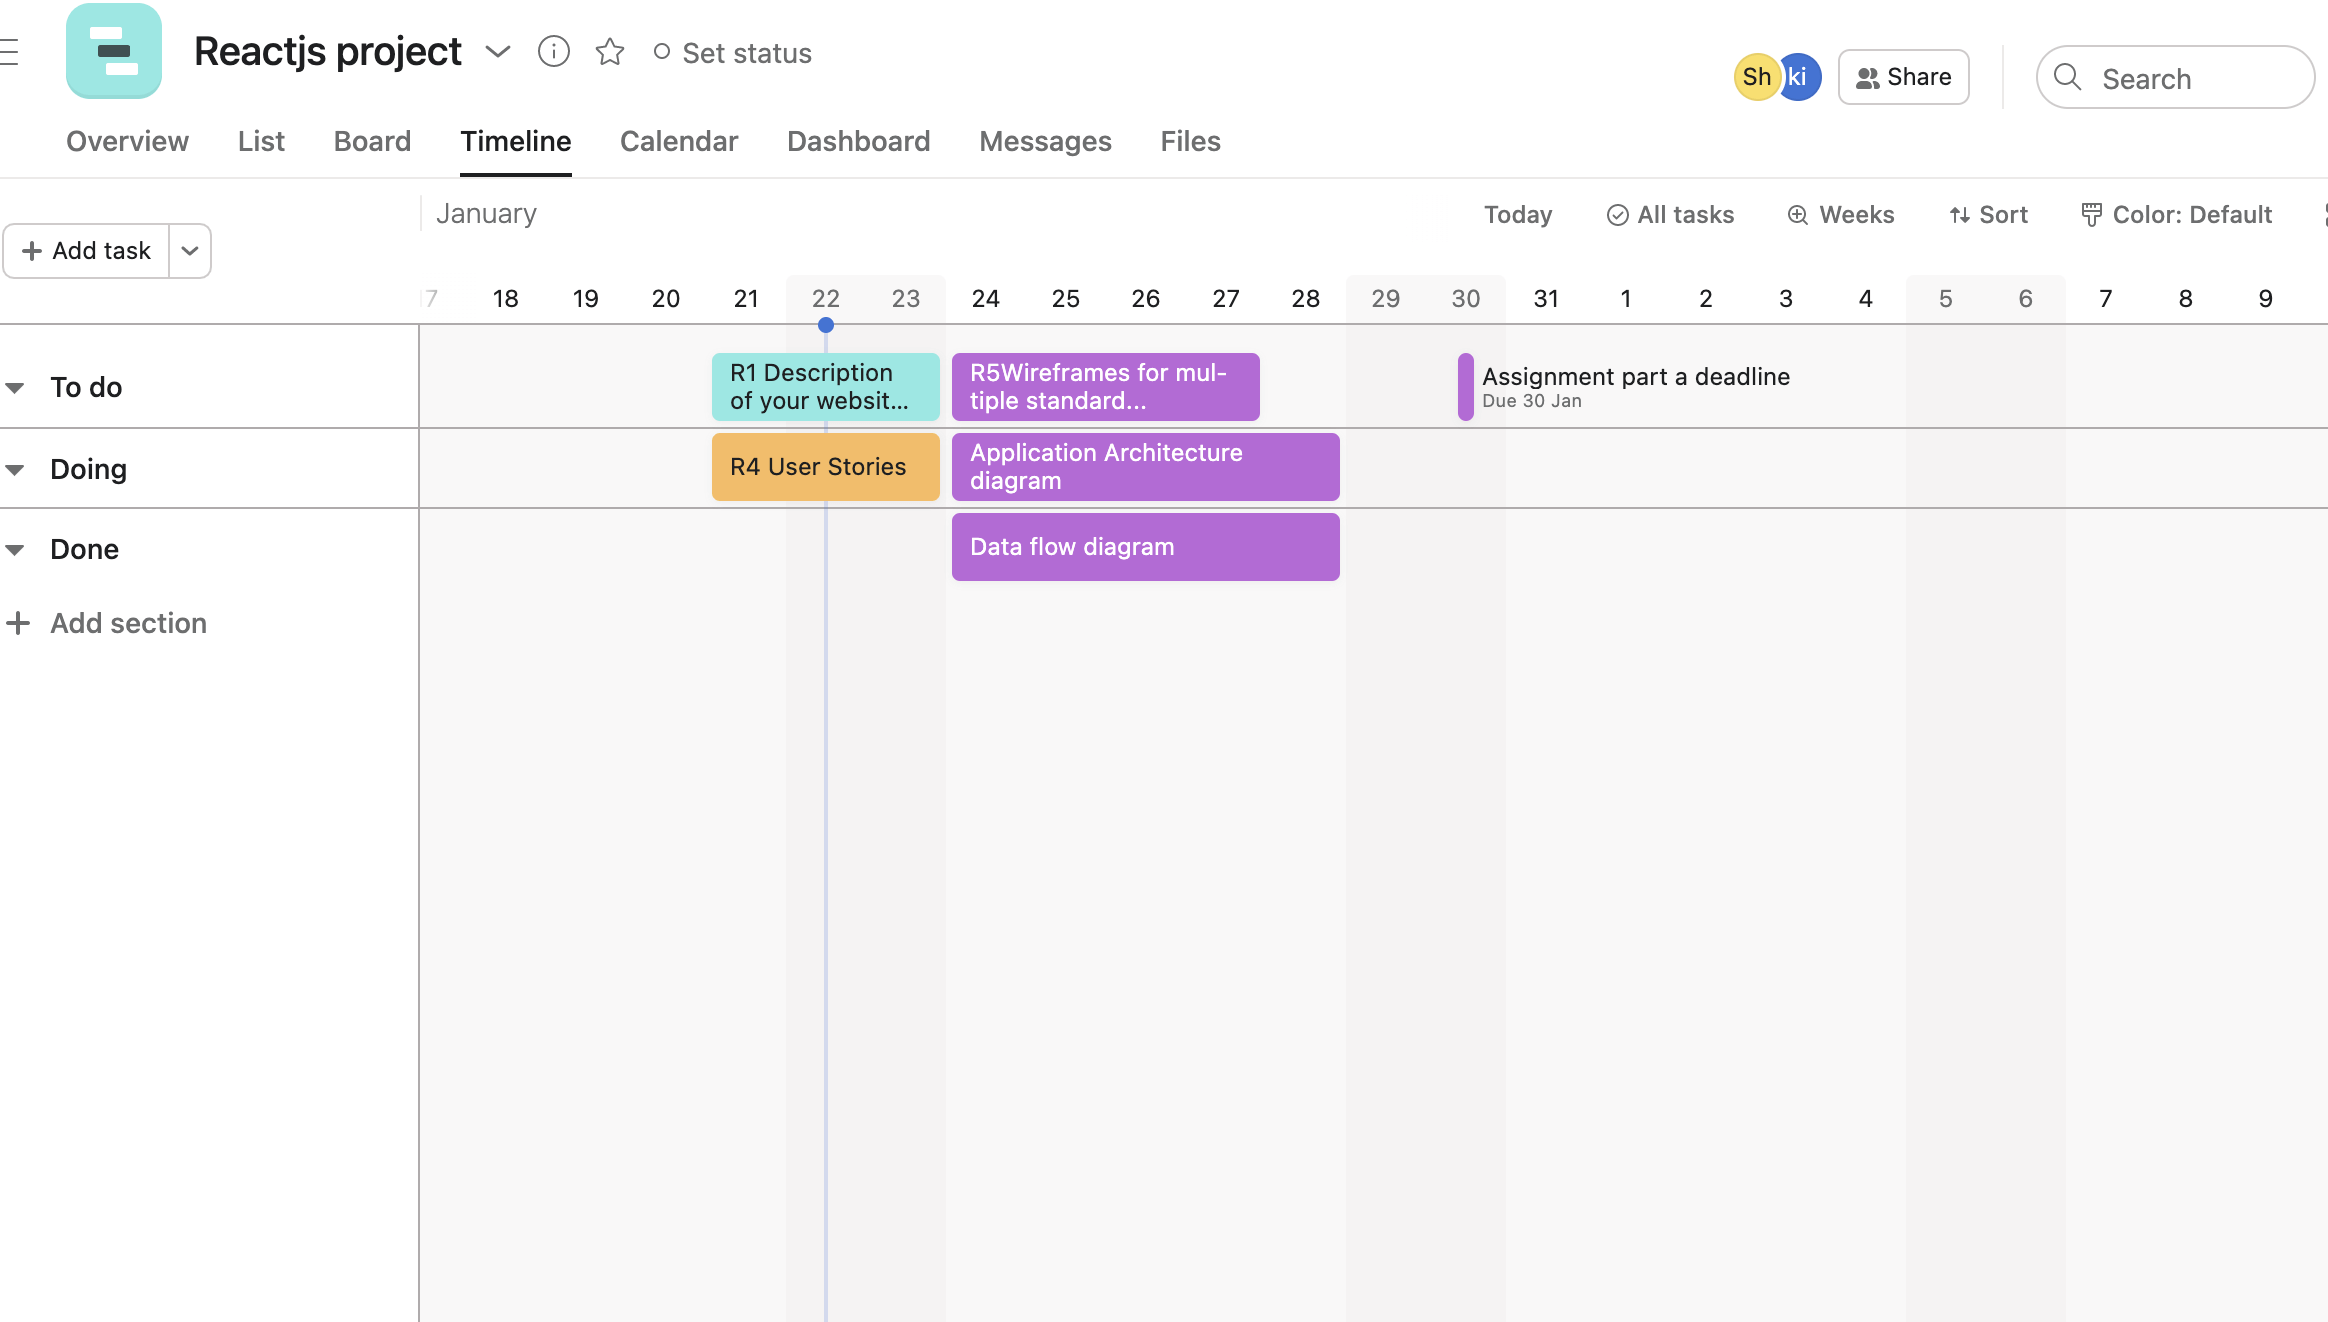 Reactjs project
Set status
Sh ki Share Search
Overview List Board Timeline Calendar Dashboard Messages Files
January Today All tasks Weeks Sort Color: Default
Add task
7 18 19 20 21 22 23 24 25 26 27 28 29 30 31 1 2 3 4 5 6 7 8 9
To do
R1 Description
of your websit...
R5Wireframes for mul-
tiple standard...
Assignment part a deadline
Due 30 Jan
Doing
R4 User Stories
Application Architecture
diagram
Done
Data flow diagram
Add section